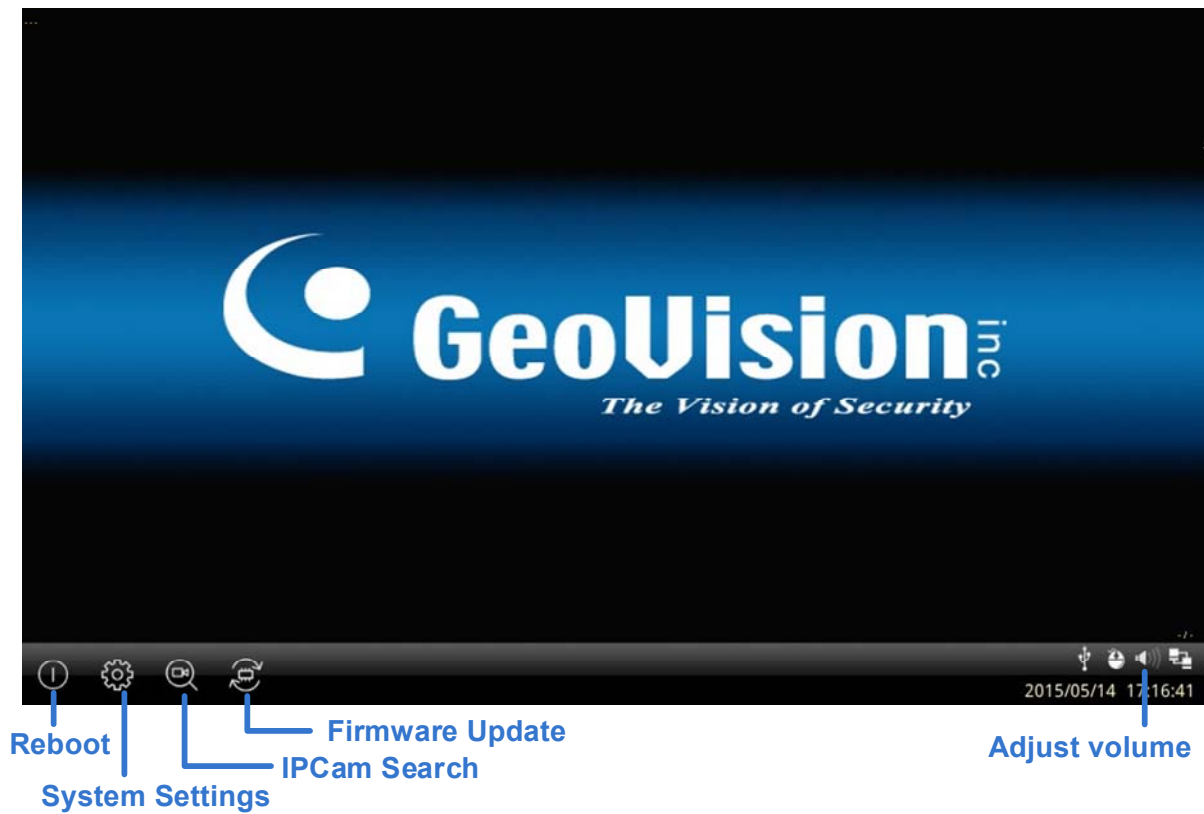 ...
GeoVision inc
The Vision of Security
-/-
2015/05/14 17:16:41
Reboot
Firmware Update
IPCam Search
Adjust volume
System Settings